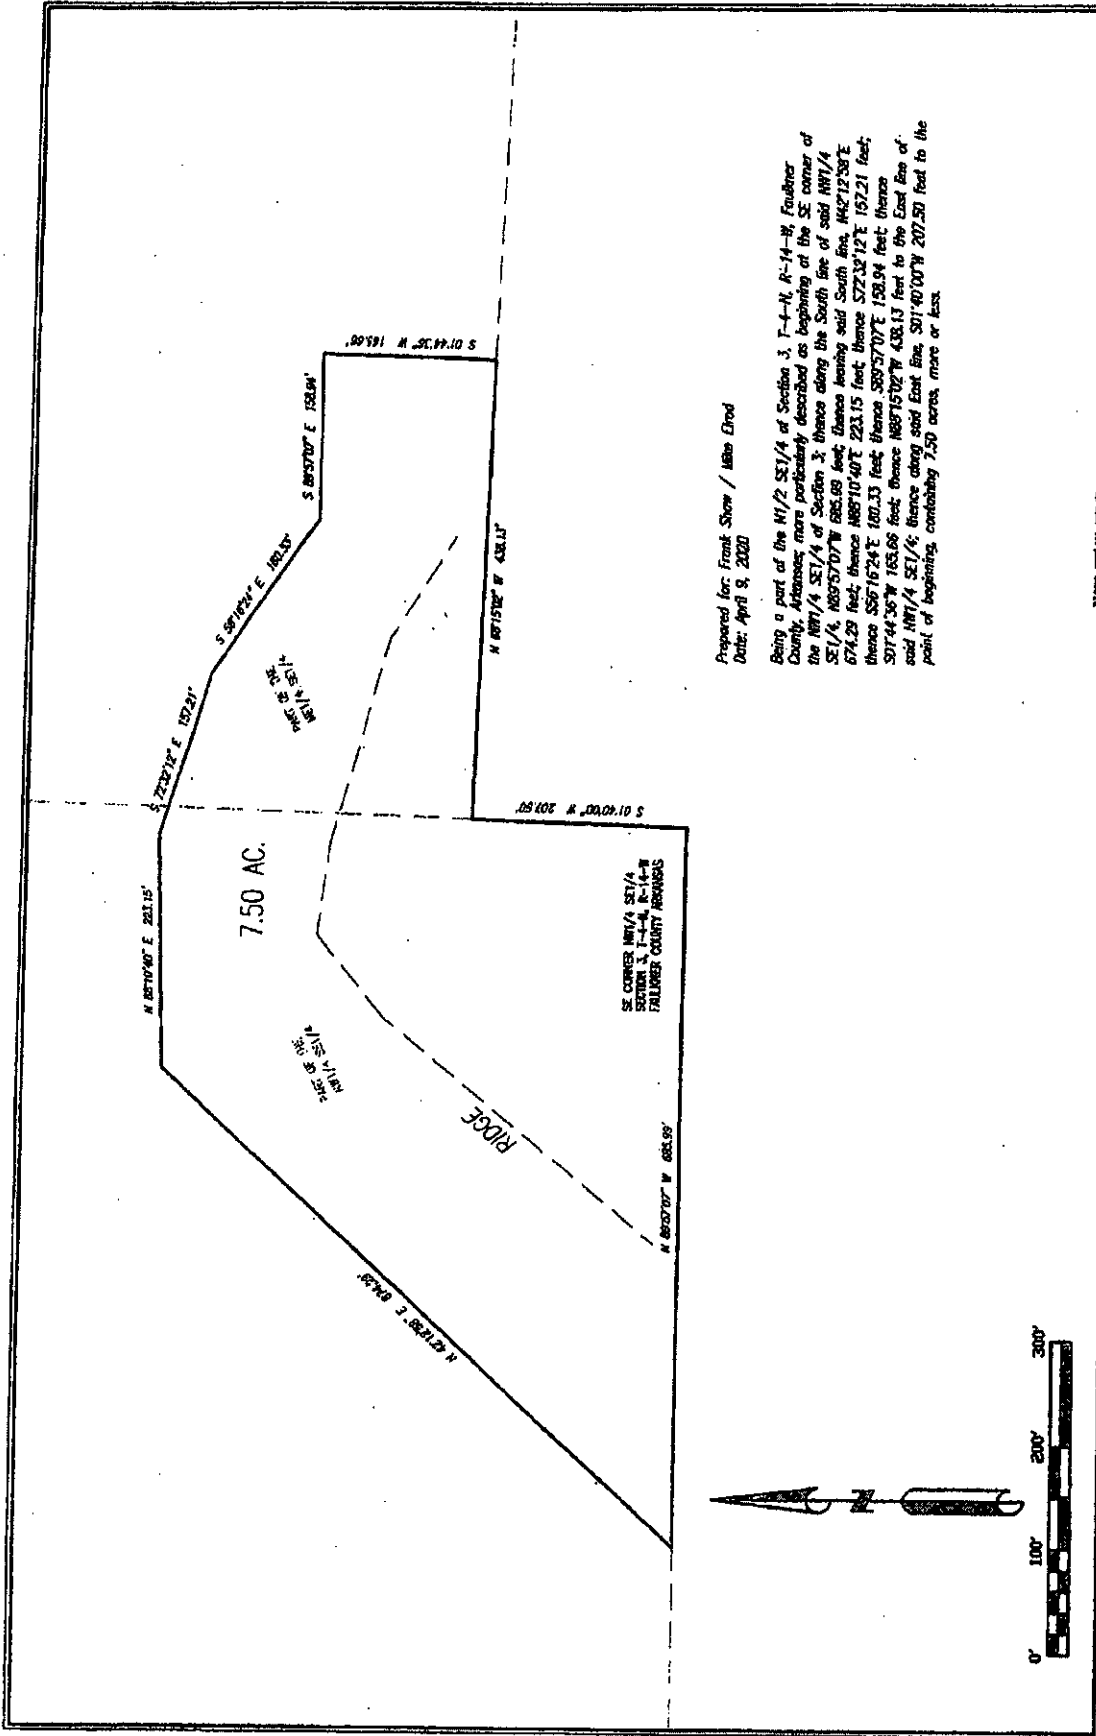 S 01°44'36" W 165.66'
S 89°57'07" E 158.94'
S 56°16'24" E 180.33'
S 72°32'12" E 157.21'
N 88°10'40" E 223.15'
PART OF THE
NE1/4 SE1/4
7.50 AC.
N 88°15'02" W 438.13'
S 01°40'00" W 207.50'
PART OF THE
NW1/4 SE1/4
RIDGE
SE CORNER NW1/4 SE1/4
SECTION 3, T-4-N, R-14-W
FAULKNER COUNTY ARKANSAS
N 42°12'58" E 674.29'
N 89°57'07" W 685.99'
Prepared for: Frank Shaw / Mike Elrod
Date: April 9, 2020
Being a part of the N1/2 SE1/4 of Section 3, T-4-N, R-14-W, Faulkner
County, Arkansas; more particularly described as beginning at the SE corner of
the NW1/4 SE1/4 of Section 3; thence along the South line of said NW1/4
SE1/4, N89°57'07"W 685.99 feet; thence leaving said South line, N42°12'58"E
674.29 feet; thence N88°10'40"E 223.15 feet; thence S72°32'12"E 157.21 feet;
thence S56°16'24"E 180.33 feet; thence S89°57'07"E 158.94 feet; thence
S01°44'36"W 165.66 feet; thence N88°15'02"W 438.13 feet to the East line of
said NW1/4 SE1/4; thence along said East line, S01°40'00"W 207.50 feet to the
point of beginning, containing 7.50 acres, more or less.
N
0' 100' 200' 300'